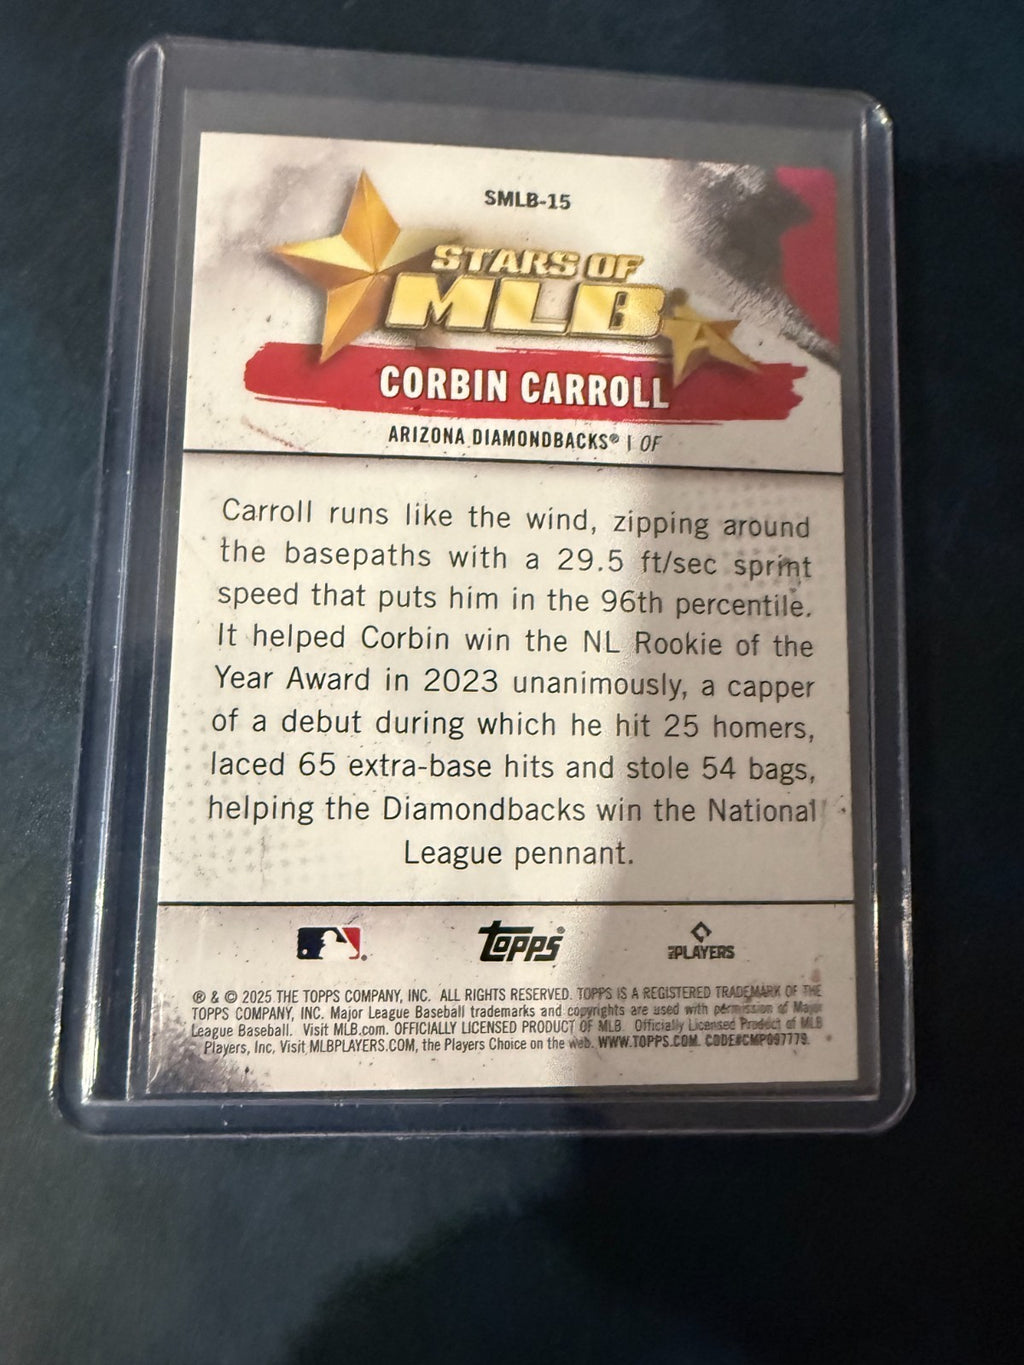 SMLB-15
STARS OF
MLB
CORBIN CARROLL
ARIZONA DIAMONDBACKS® | OF
Carroll runs like the wind, zipping around
the basepaths with a 29.5 ft/sec sprint
speed that puts him in the 96th percentile.
It helped Corbin win the NL Rookie of the
Year Award in 2023 unanimously, a capper
of a debut during which he hit 25 homers,
laced 65 extra-base hits and stole 54 bags,
helping the Diamondbacks win the National
League pennant.
topps® PLAYERS
® & © 2025 THE TOPPS COMPANY, INC. ALL RIGHTS RESERVED. TOPPS IS A REGISTERED TRADEMARK OF THE
TOPPS COMPANY, INC. Major League Baseball trademarks and copyrights are used with permission of Major
League Baseball. Visit MLB.com. OFFICIALLY LICENSED PRODUCT OF MLB. Officially Licensed Product of MLB
Players, Inc. Visit MLBPLAYERS.COM, the Players Choice on the web. WWW.TOPPS.COM. CODE#CMP097779.